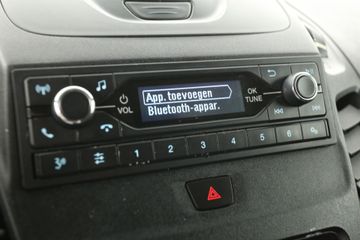 App. toevoegen
Bluetooth-appar.
VOL
OK
TUNE
1 2 3 4 5 6